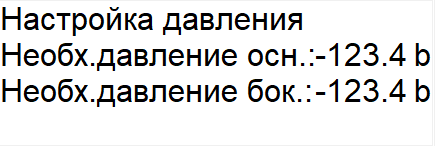 Настройка давления
Необх.давление осн.:-123.4 b
Необх.давление бок.:-123.4 b